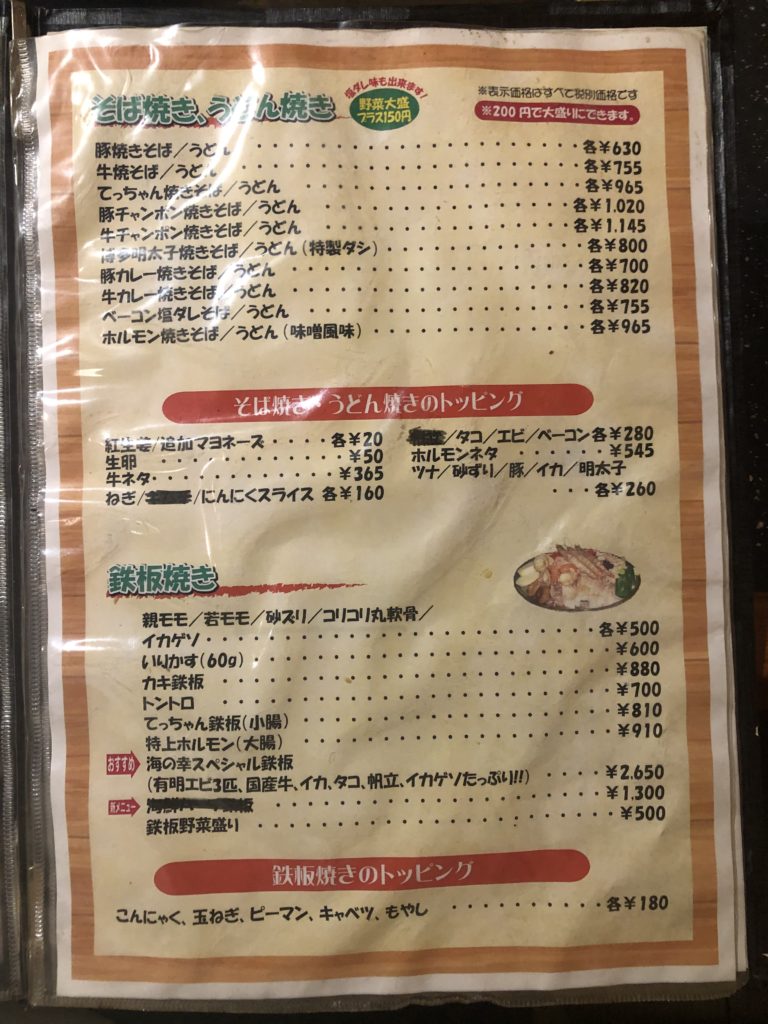 そば焼き、うどん焼き
塩ダレ味も出来ます!
野菜大盛
プラス150円
※表示価格はすべて税別価格です
※200円で大盛りにできます。
豚焼きそば/うどん ・・・ 各¥630
牛焼そば/うどん ・・・ 各¥755
てっちゃん焼きそば/うどん ・・・ 各¥965
豚チャンポン焼きそば/うどん ・・・ 各¥1.020
牛チャンポン焼きそば/うどん ・・・ 各¥1.145
博多明太子焼きそば/うどん(特製ダシ) ・・・ 各¥800
豚カレー焼きそば/うどん ・・・ 各¥700
牛カレー焼きそば/うどん ・・・ 各¥820
ベーコン塩ダレそば/うどん ・・・ 各¥755
ホルモン焼きそば/うどん(味噌風味) ・・・ 各¥965
そば焼き・うどん焼きのトッピング
紅生姜/追加マヨネーズ ・・・・ 各¥20
生卵 ・・・ ¥50
牛ネタ ・・・ ¥365
ねぎ/ /にんにくスライス 各¥160
/タコ/エビ/ベーコン各¥280
ホルモンネタ ・・・ ¥545
ツナ/砂ずり/豚/イカ/明太子
・・・各¥260
鉄板焼き
親モモ/若モモ/砂ズリ/コリコリ丸軟骨/
イカゲソ ・・・ 各¥500
いりかす(60g) ・・・ ¥600
カキ鉄板 ・・・ ¥880
トントロ ・・・ ¥700
てっちゃん鉄板(小腸) ・・・ ¥810
特上ホルモン(大腸) ・・・ ¥910
おすすめ 海の幸スペシャル鉄板
(有明エビ3匹、国産牛、イカ、タコ、帆立、イカゲソたっぷり!!) ・・・ ¥2.650
新メニュー 海鮮 鉄板 ・・・ ¥1.300
鉄板野菜盛り ・・・ ¥500
鉄板焼きのトッピング
こんにゃく、玉ねぎ、ピーマン、キャベツ、もやし ・・・ 各¥180